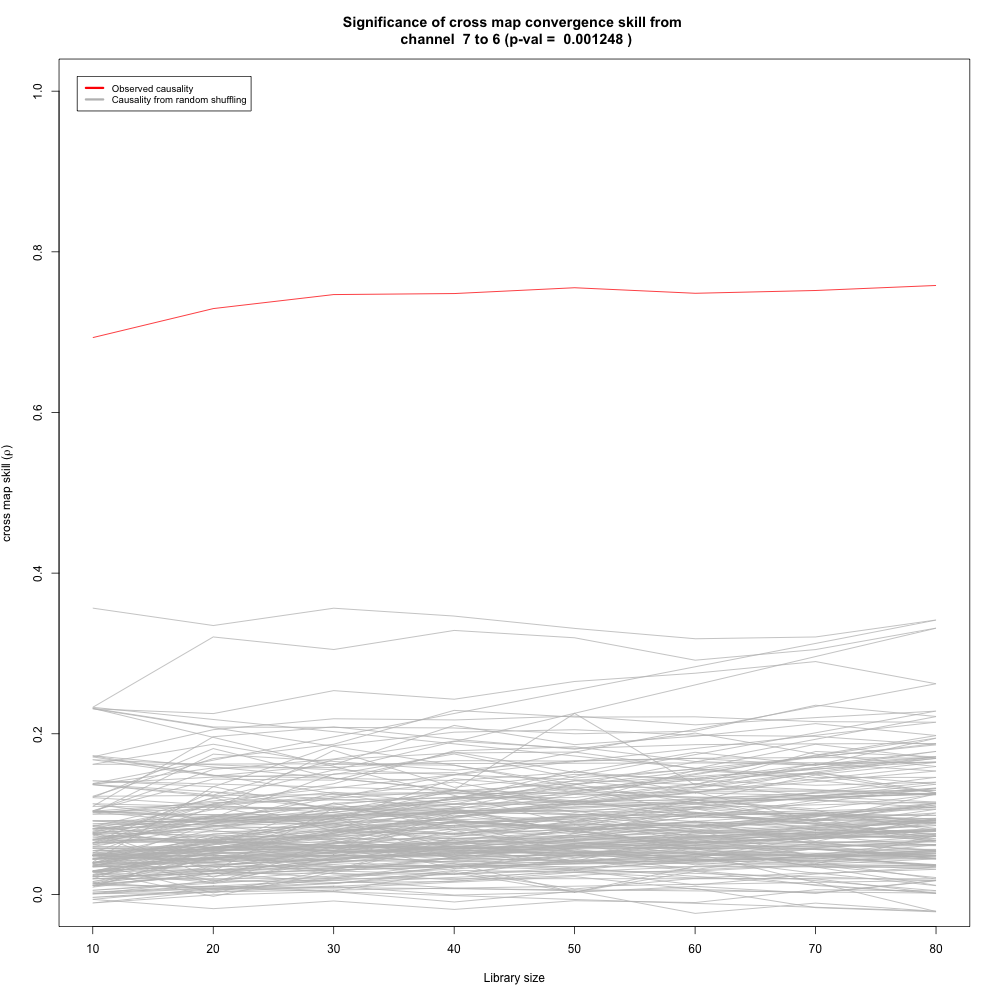 Significance of cross map convergence skill from
channel  7 to 6 (p-val =  0.001248 )
Observed causality
Causality from random shuffling
cross map skill (ρ)
1.0
0.8
0.6
0.4
0.2
0.0
10 20 30 40 50 60 70 80
Library size